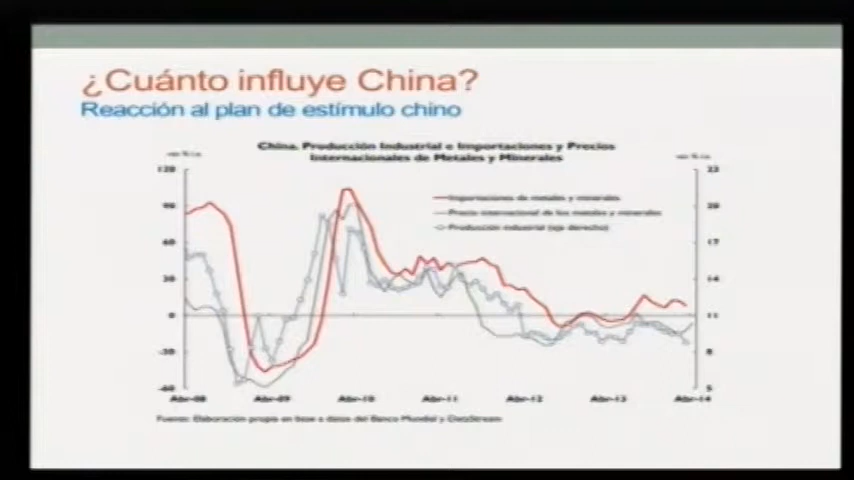 ¿Cuánto influye China?
Reacción al plan de estímulo chino
China. Producción Industrial e Importaciones y Precios
Internacionales de Metales y Minerales
120
90
60
30
0
-30
-60
23
20
17
14
11
8
5
Importaciones de metales y minerales
Precio internacional de los metales y minerales
Producción industrial (eje derecho)
Abr-08
Abr-09
Abr-10
Abr-11
Abr-12
Abr-13
Abr-14
Fuente: Elaboración propia en base a datos del Banco Mundial y DataStream